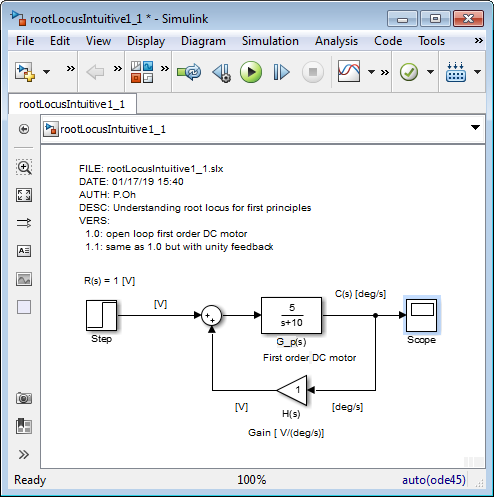 rootLocusIntuitive1_1 * - Simulink
File Edit View Display Diagram Simulation Analysis Code Tools »
» » »
rootLocusIntuitive1_1
rootLocusIntuitive1_1
FILE: rootLocusIntuitive1_1.slx
DATE: 01/17/19 15:40
AUTH: P.Oh
DESC: Understanding root locus for first principles
VERS:
1.0: open loop first order DC motor
1.1: same as 1.0 but with unity feedback
R(s) = 1 [V]
[V]
C(s) [deg/s]
5
s+10
Step
G_p(s)
Scope
First order DC motor
1
[V]
H(s)
[deg/s]
Gain [ V/(deg/s)]
Ready 100% auto(ode45)